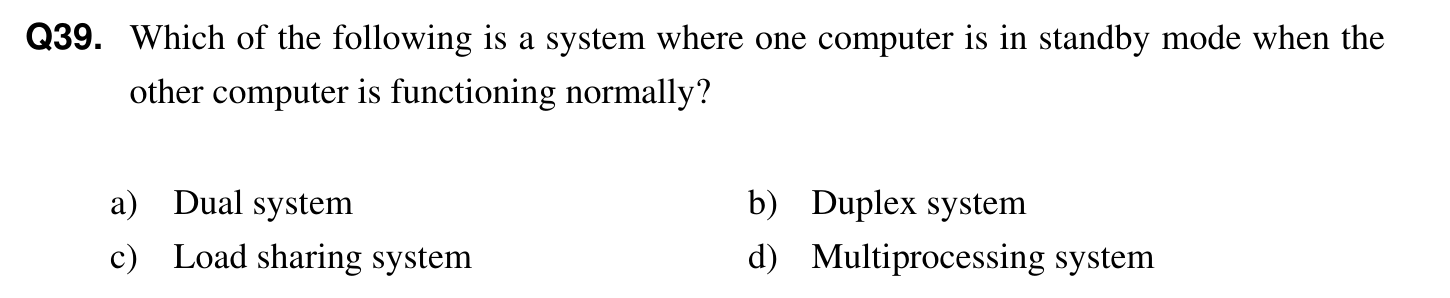 Q39. Which of the following is a system where one computer is in standby mode when the
other computer is functioning normally?
a) Dual system b) Duplex system
c) Load sharing system d) Multiprocessing system